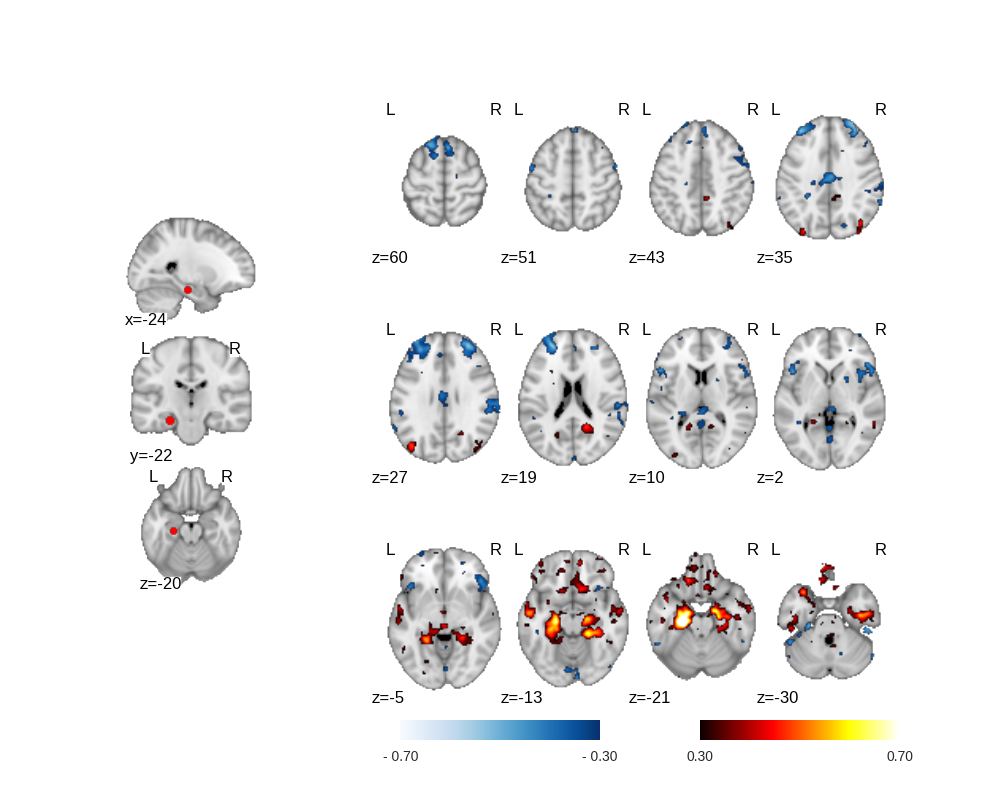 L R L R L R L R
z=60 z=51 z=43 z=35
x=-24
L R
L R L R L R L R
y=-22
L R
z=27 z=19 z=10 z=2
z=-20
L R L R L R L R
z=-5 z=-13 z=-21 z=-30
- 0.70 - 0.30 0.30 0.70